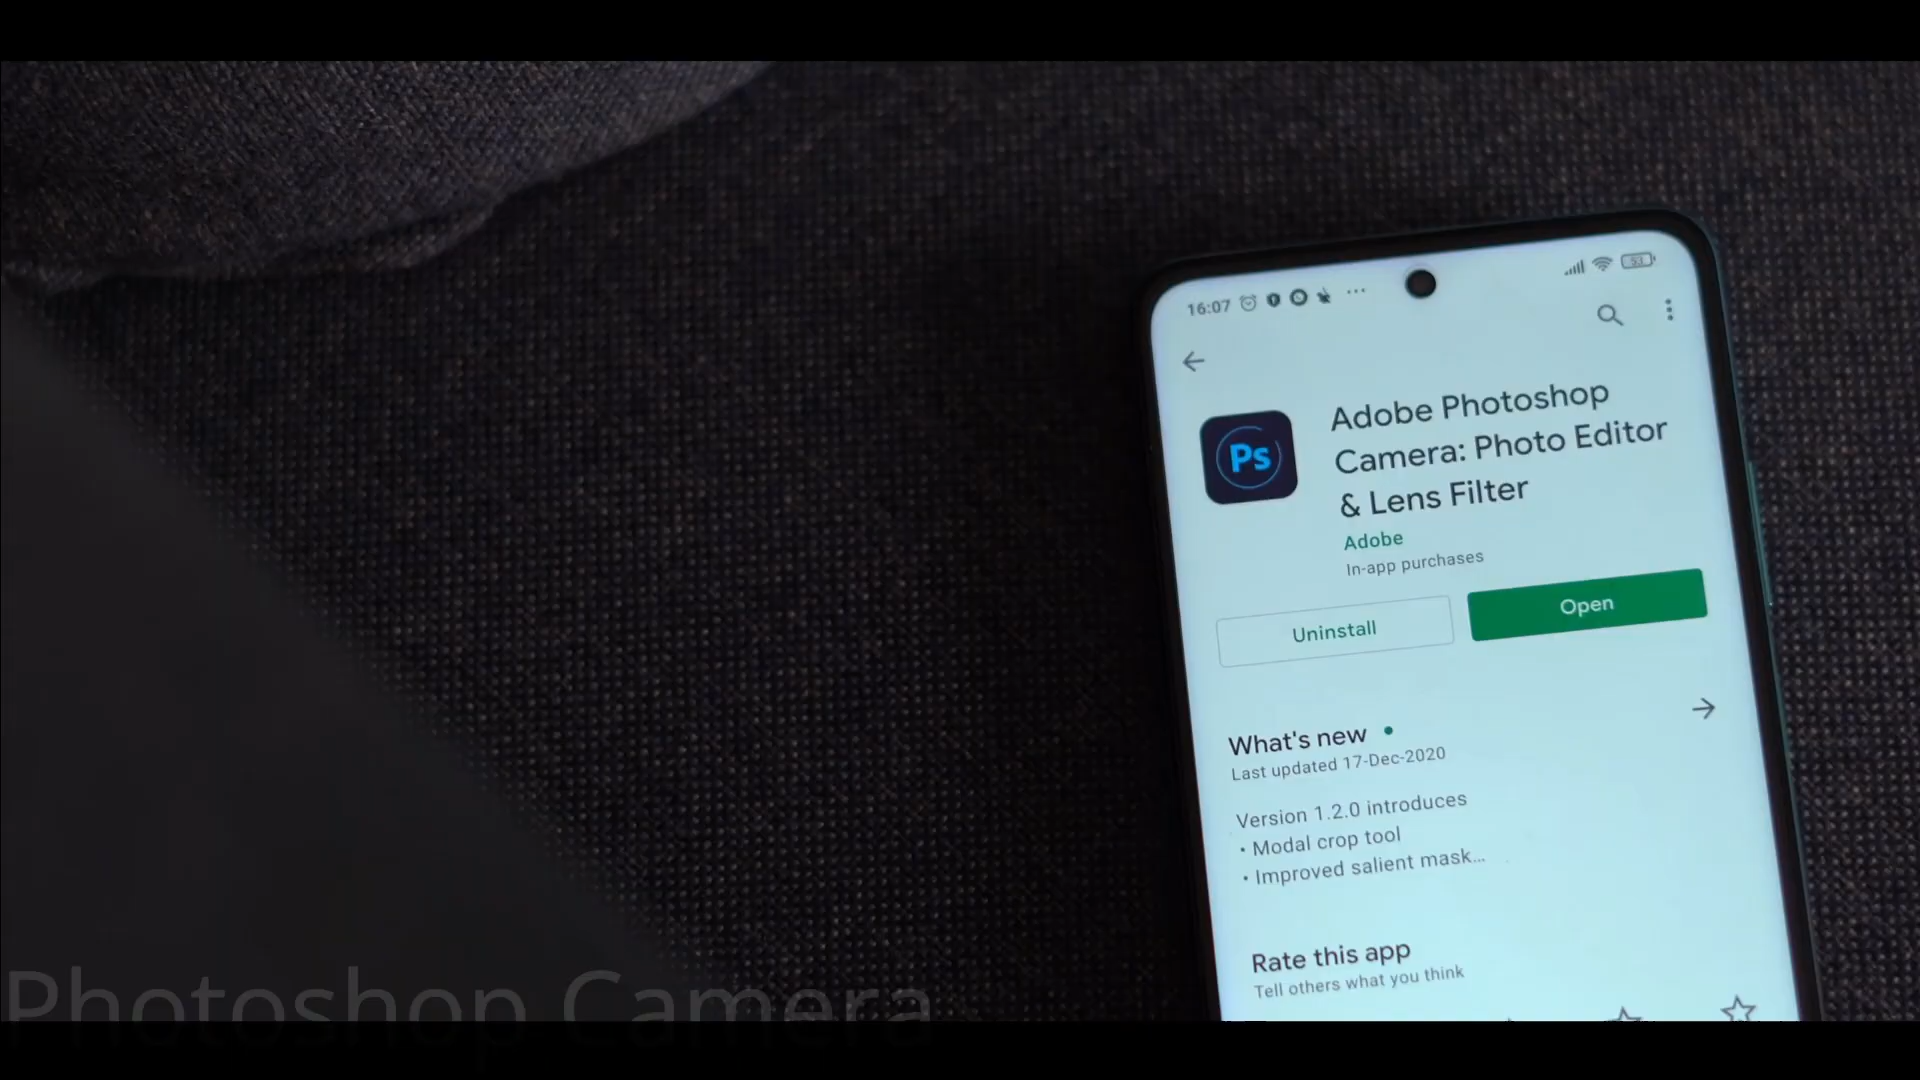 16:07
53
Ps
Adobe Photoshop
Camera: Photo Editor
& Lens Filter
Adobe
In-app purchases
Uninstall
Open
What's new
Last updated 17-Dec-2020
Version 1.2.0 introduces
• Modal crop tool
• Improved salient mask...
Rate this app
Tell others what you think
Photoshop Camera